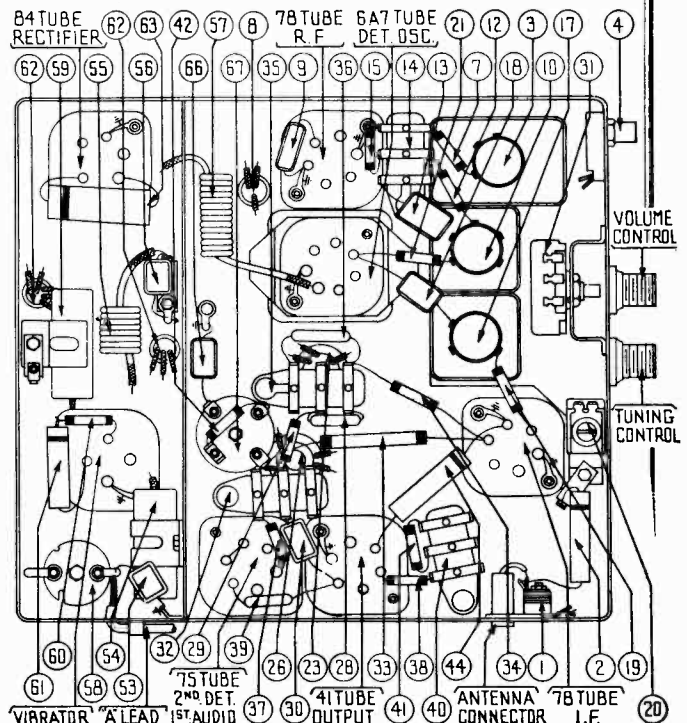 84 TUBE RECTIFIER 62 63 42 57 8 78 TUBE R.F 6A7 TUBE DET. OSC. 21 12 3 17 4
62 59 55 56 66 67 35 9 36 15 14 13 7 18 10 31
VOLUME CONTROL
TUNING CONTROL
61 60 58 54 53 32 29 39 37 26 30 23 28 33 41 38 40 44 34 1 2 19 20
VIBRATOR
"A" LEAD
75 TUBE
2ND. DET.
1ST. AUDIO
41 TUBE
OUTPUT
ANTENNA
CONNECTOR
78 TUBE
I.F.